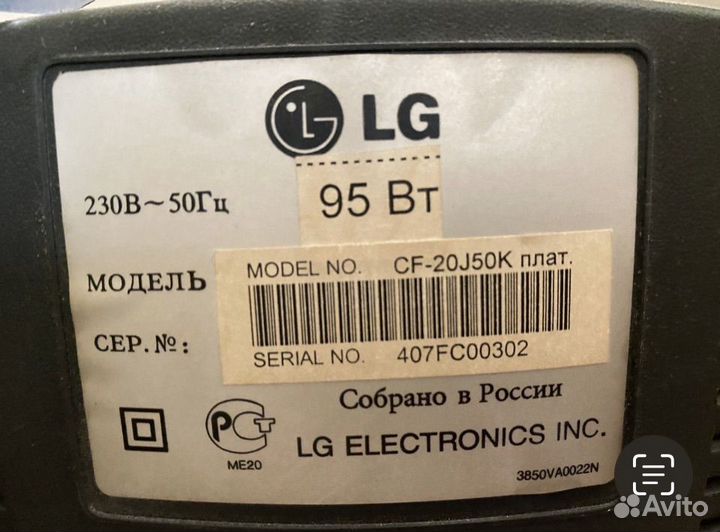 LG
230В~50Гц
95 Вт
МОДЕЛЬ
MODEL NO. CF-20J50K плат.
СЕР.№:
SERIAL NO. 407FC00302
Собрано в России
РСТ
ME20
LG ELECTRONICS INC.
3850VA0022N
Avito